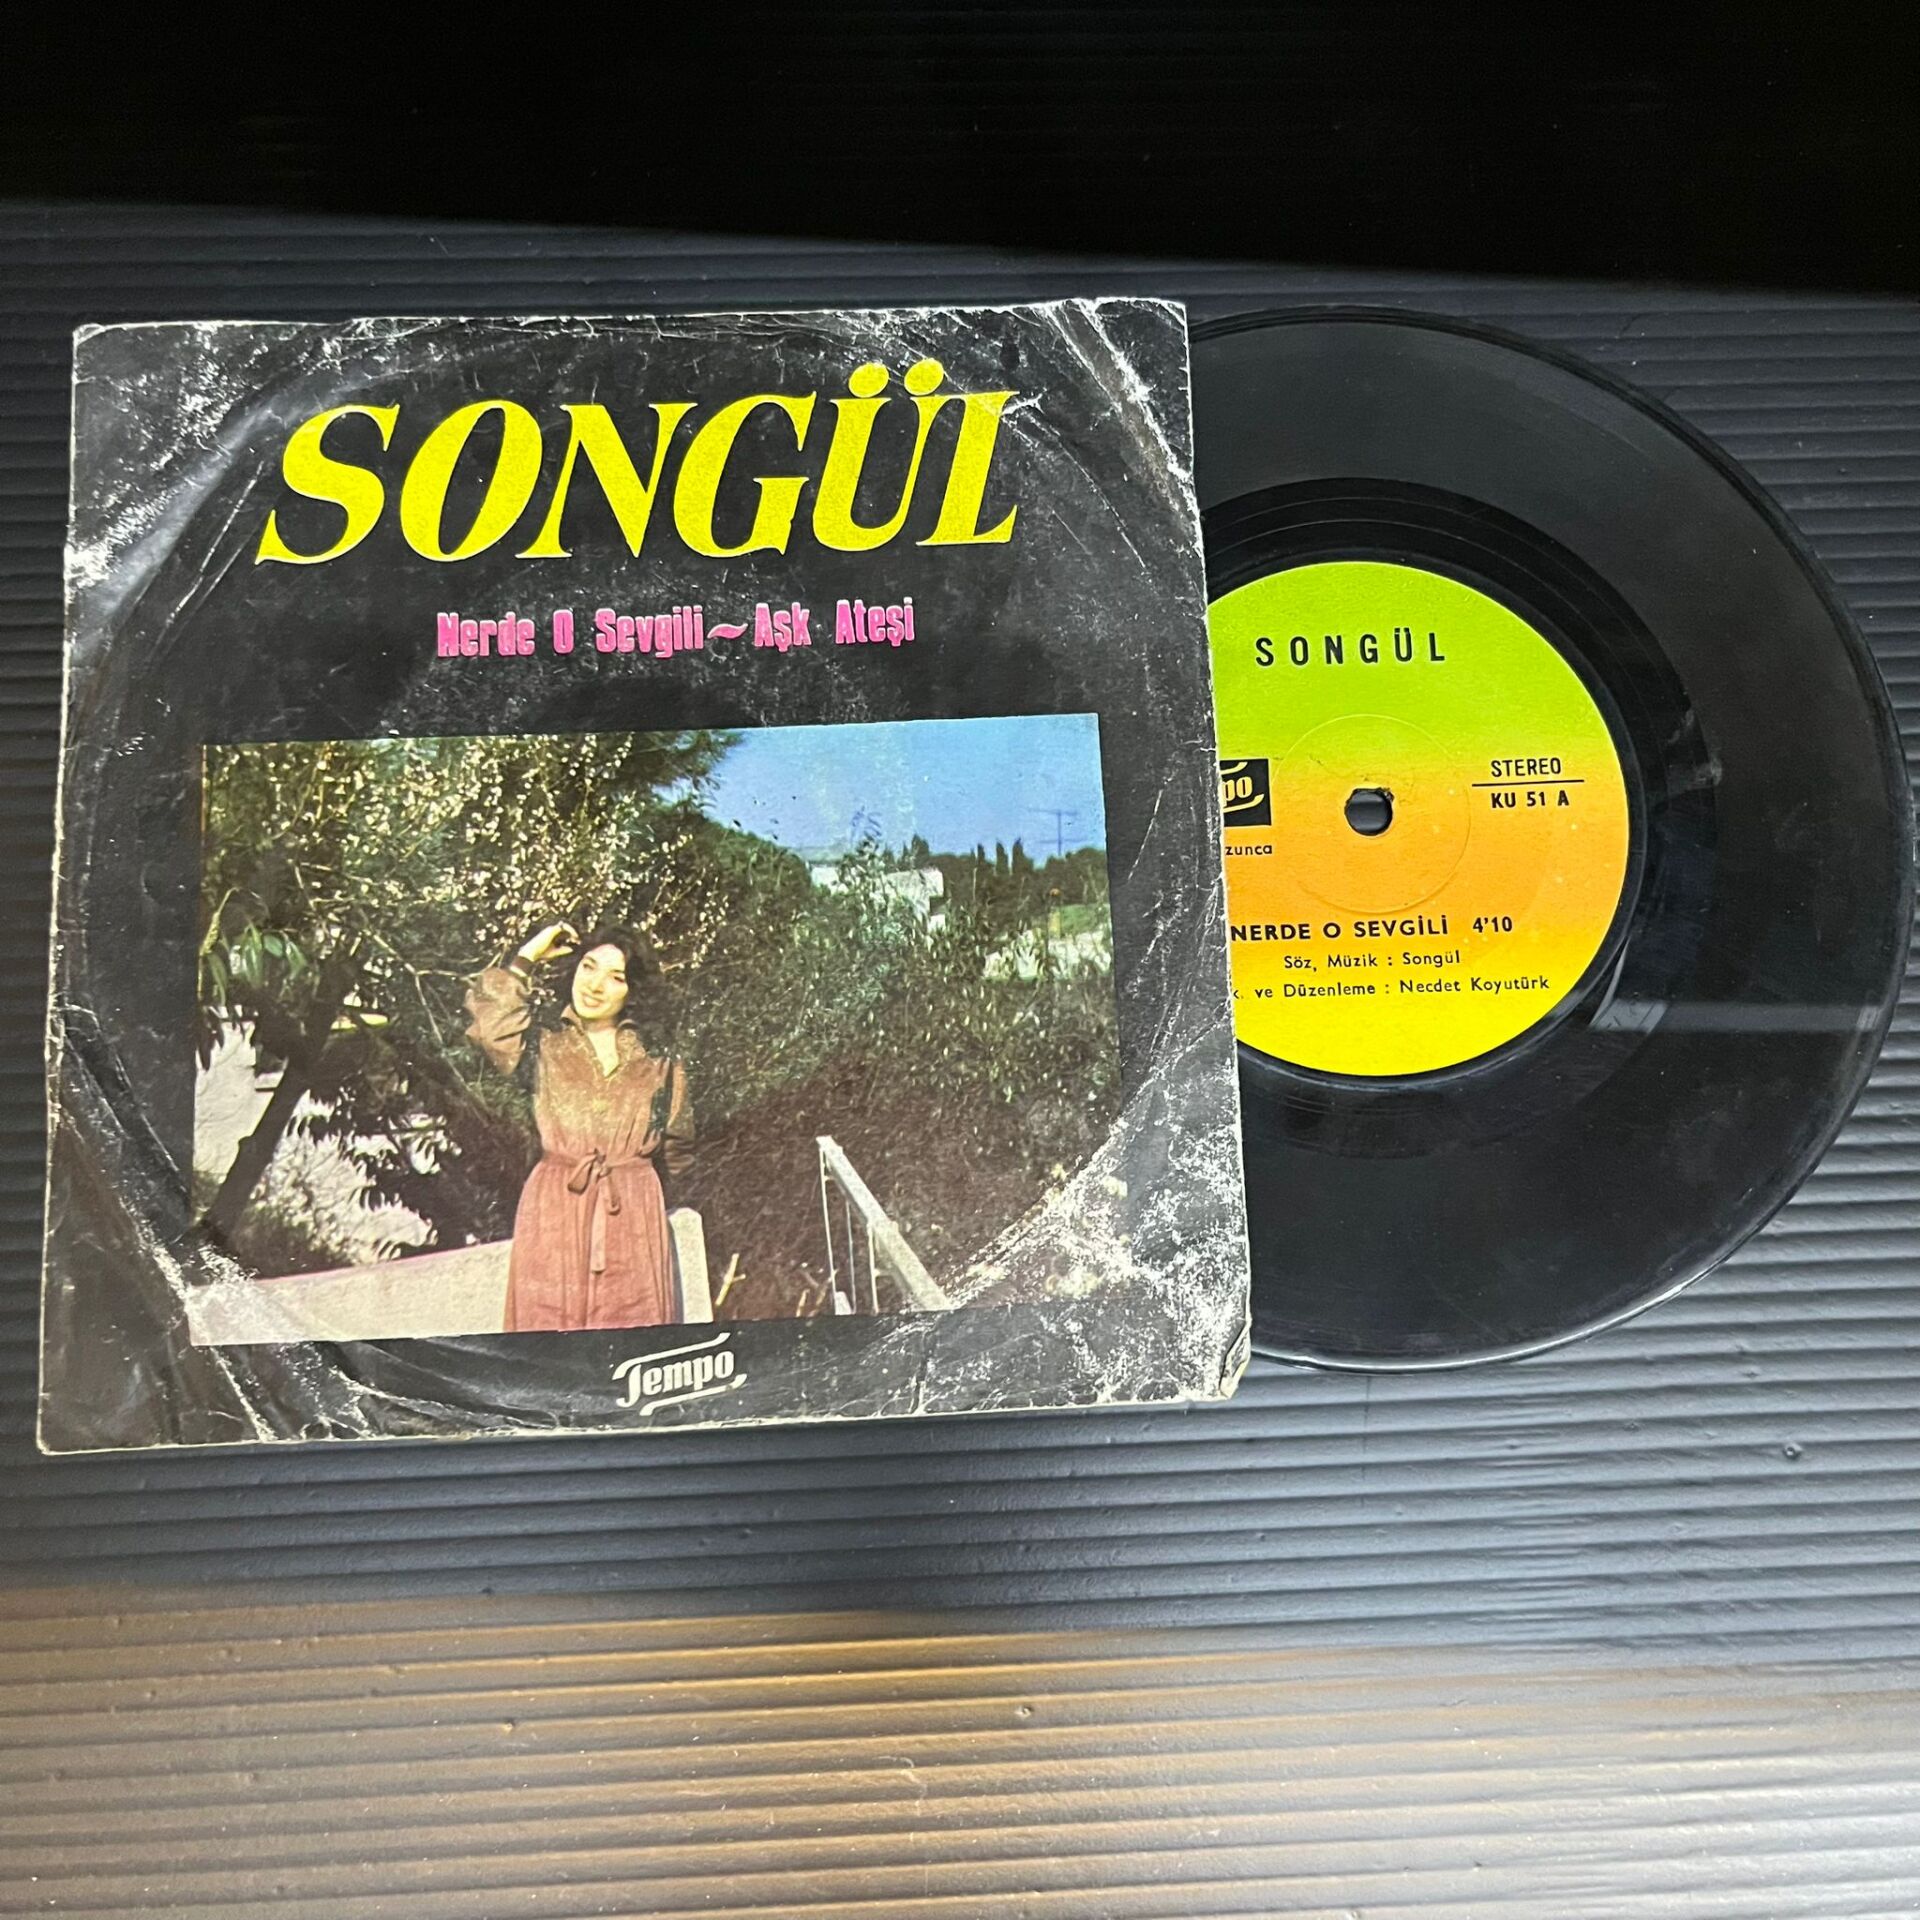 SONGÜL
Nerde O Sevgili ~ Aşk Ateşi
Tempo
SONGÜL
STEREO
KU 51 A
NERDE O SEVGİLİ 4'10
Söz, Müzik : Songül
ve Düzenleme : Necdet Koyutürk